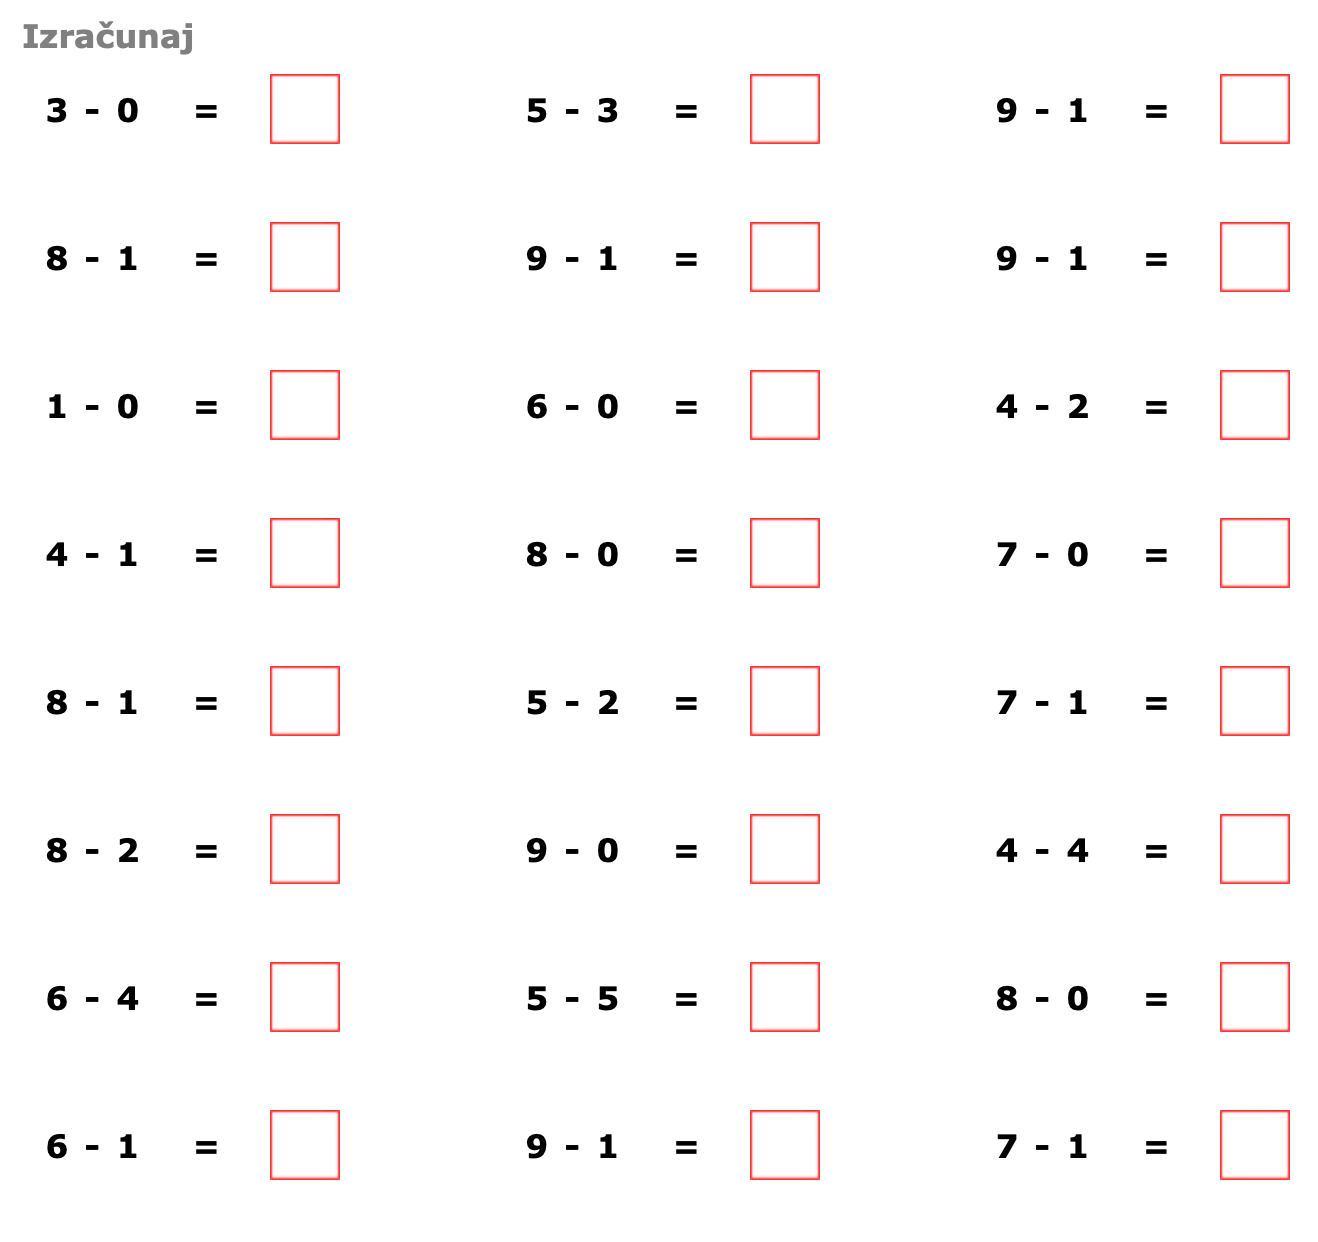 Izračunaj
3 - 0 = 5 - 3 = 9 - 1 =
8 - 1 = 9 - 1 = 9 - 1 =
1 - 0 = 6 - 0 = 4 - 2 =
4 - 1 = 8 - 0 = 7 - 0 =
8 - 1 = 5 - 2 = 7 - 1 =
8 - 2 = 9 - 0 = 4 - 4 =
6 - 4 = 5 - 5 = 8 - 0 =
6 - 1 = 9 - 1 = 7 - 1 =